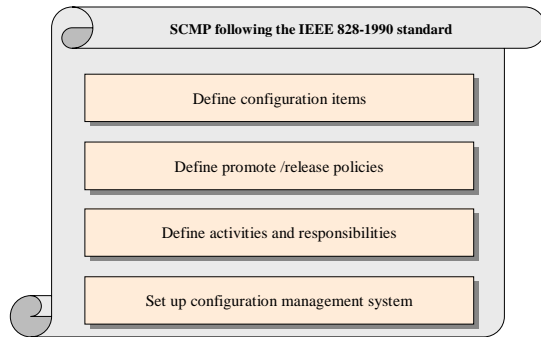 SCMP following the IEEE 828-1990 standard
Define configuration items
Define promote /release policies
Define activities and responsibilities
Set up configuration management system